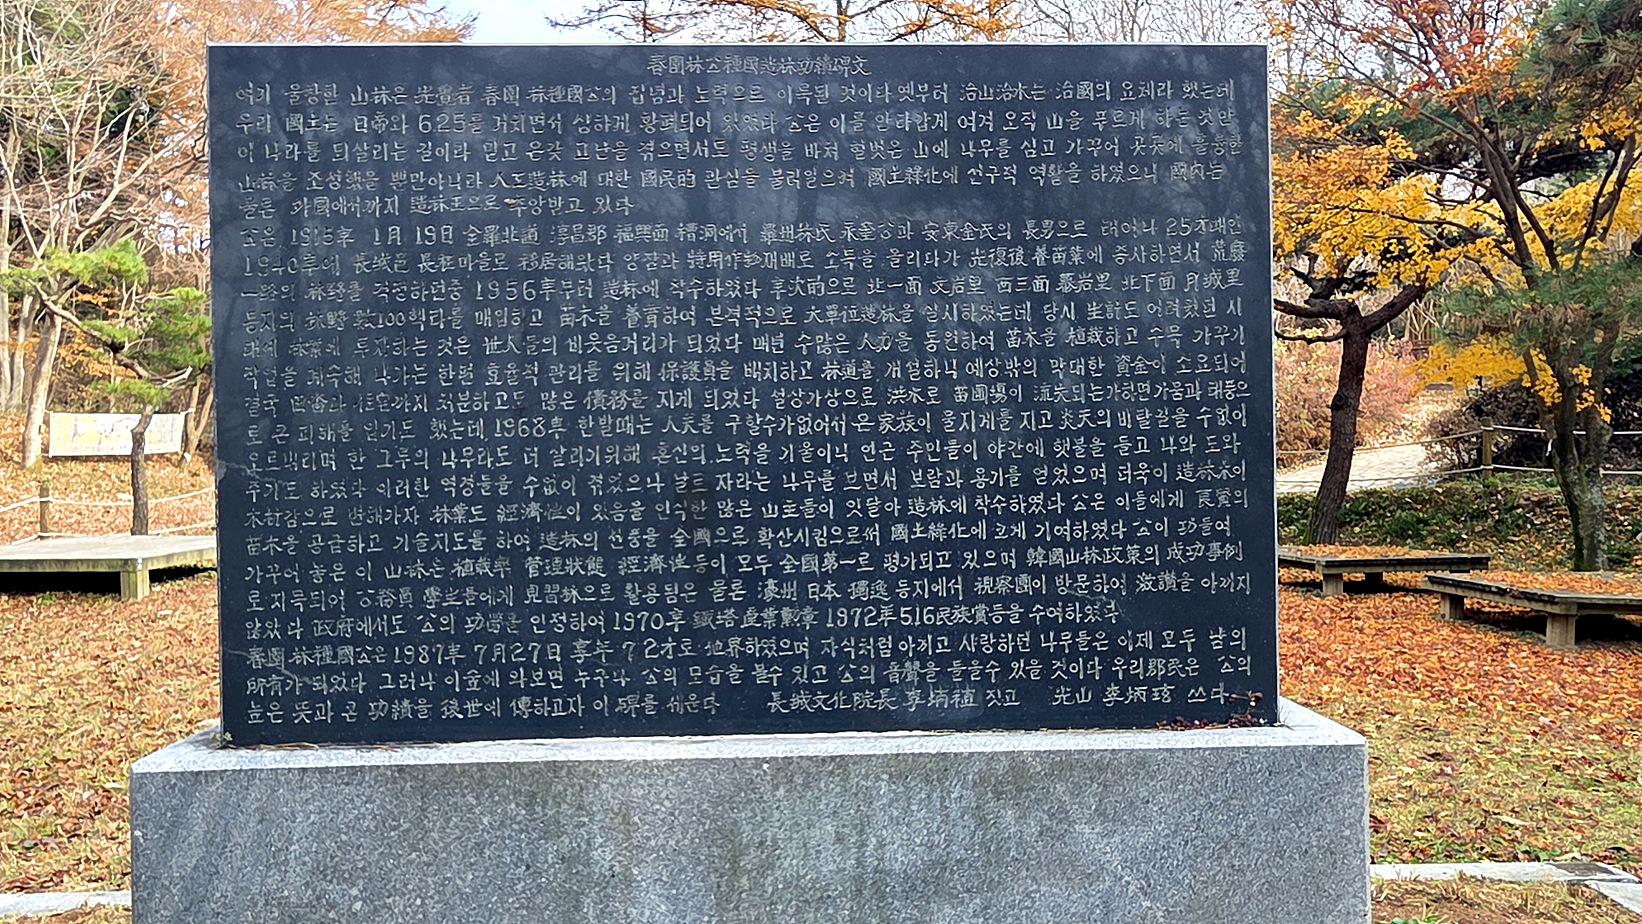 春園林公種國造林功績碑文
여기 울창한 山林은 先覺者 春園 林種國公의 집념과 노력으로 이룩된 것이다 옛부터 治山治水는 治國의 요체라 했는데
우리 國土는 日帝와 6.25를 거치면서 심하게 황폐되어 있었다 公은 이를 안타깝게 여겨 오직 山을 푸르게 하는 것만
이 나라를 되살리는 길이라 믿고 온갖 고난을 겪으면서도 평생을 바쳐 헐벗은 山에 나무를 심고 가꾸어 울창한
山林을 조성했을 뿐만아니라 人工造林에 대한 國民的 관심을 불러일으켜 國土綠化에 선구적 역활을 하였으니 國內는
물론 外國에서까지 造林王으로 추앙받고 있다
公은 1915年 1月 19日 全羅北道 淳昌郡 福興面 에서 羅州林氏 永奎公과 安東金氏의 長男으로 태어나 25才때인
1940年에 長城邑 마을로 移居해왔다 양잠과 特用作物재배로 소득을 올리다가 光復後 養苗業에 종사하면서 荒廢
一路의 林野를 걱정하던중 1956年부터 造林에 착수하였다 年次的으로 北一面 文岩里 西三面 慕岩里 北下面 月城里
등지의 林野 數100헥타를 매입하고 苗木을 養育하여 본격적으로 大單位造林을 실시하였는데 당시 生計도 어려웠던 시
대에 林業에 투자하는 것은 世人들의 비웃음거리가 되었다 매년 수많은 人力을 동원하여 苗木을 植栽하고 수목 가꾸기
작업을 계속해 나가는 한편 효율적 관리를 위해 保護員을 배치하고 林道를 개설하니 예상밖의 막대한 資金이 소요되어
결국 田畓과 住宅까지 처분하고도 많은 債務를 지게 되었다 설상가상으로 洪水로 苗圃場이 流失되는가하면 가뭄과 태풍으
로 큰 피해를 입기도 했는데 1968年 한발때는 人夫를 구할수가없어서 온 家族이 물지게를 지고 炎天의 비탈길을 수없이
오르내리며 한 그루의 나무라도 더 살리기위해 혼신의 노력을 기울이니 인근 주민들이 야간에 횃불을 들고 나와 도와
주기도 하였다 이러한 역경들을 수없이 겪었으나 날로 자라는 나무를 보면서 보람과 용기를 얻었으며 더욱이 造林木이
木材감으로 변해가자 林業도 經濟性이 있음을 인식한 많은 山主들이 잇달아 造林에 착수하였다 公은 이들에게 良質의
苗木을 공급하고 기술지도를 하여 造林의 선풍을 全國으로 확산시킴으로써 國土綠化에 크게 기여하였다 公이 功들여
가꾸어 놓은 이 山林은 植栽率 管理狀態 經濟性등이 모두 全國第一로 평가되고 있으며 韓國山林政策의 成功事例
로 지목되어 公務員 學生들에게 見習林으로 활용됨은 물론 濠州 日本 獨逸 등지에서 視察團이 방문하여 激讚을 아끼지
않았다 政府에서도 公의 功勞를 인정하여 1970年 鐵塔産業勳章 1972年 5.16民族賞등을 수여하였다
春園 林種國公은 1987年 7月 27日 享年 72才로 他界하였으며 자식처럼 아끼고 사랑하던 나무들은 이제 모두 남의
所有가 되었다 그러나 이숲에 와보면 누구나 公의 모습을 볼수 있고 公의 音聲을 들을수 있을 것이다 우리郡民은 公의
높은 뜻과 큰 功績을 後世에 傳하고자 이 碑를 세운다 長城文化院長 李炳植 짓고 光山 李炳玹 쓰다